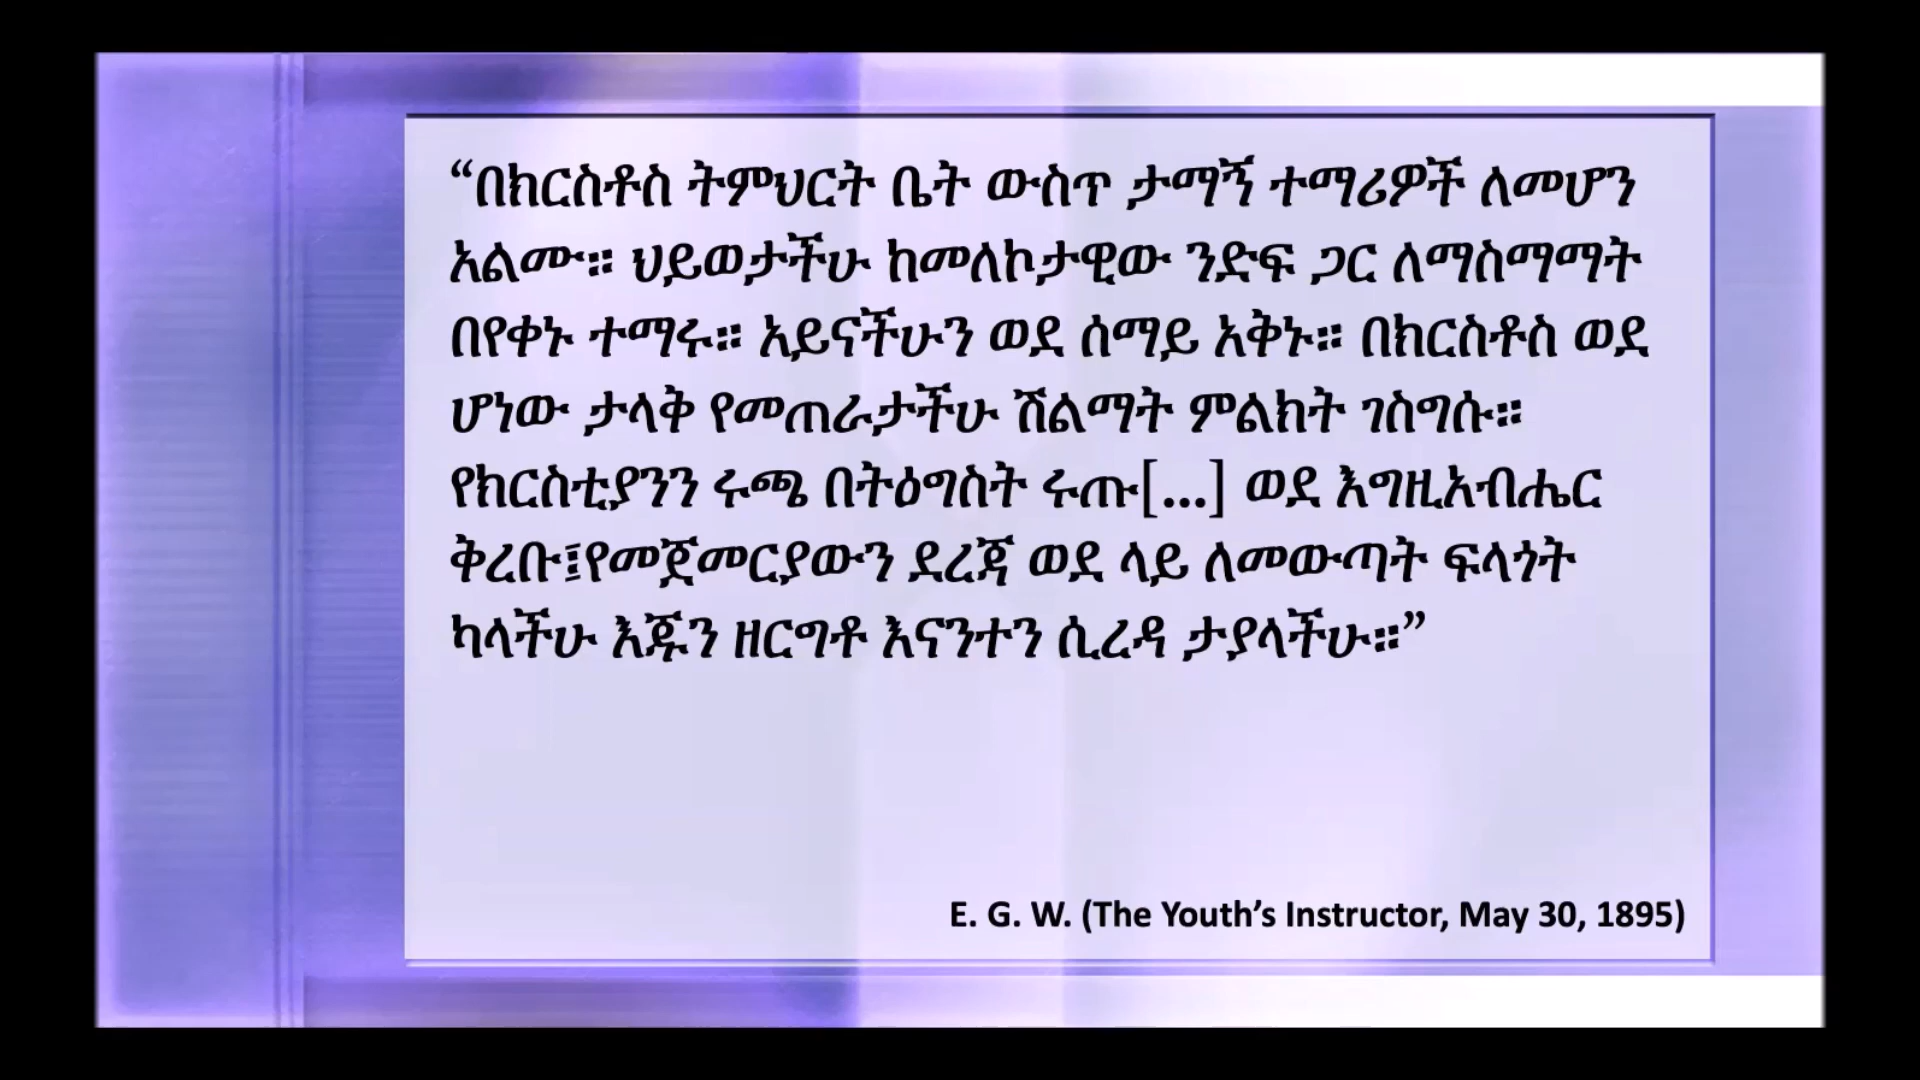 “በክርስቶስ ትምህርት ቤት ውስጥ ታማኝ ተማሪዎች ለመሆን
አልሙ። ህይወታችሁ ከመለኮታዊው ንድፍ ጋር ለማስማማት
በየቀኑ ተማሩ። አይናችሁን ወደ ሰማይ አቅኑ። በክርስቶስ ወደ
ሆነው ታላቅ የመጠራታችሁ ሽልማት ምልክት ገስግሱ።
የክርስቲያንን ሩጫ በትዕግስት ሩጡ[…] ወደ እግዚአብሔር
ቅረቡ፤የመጀመርያውን ደረጃ ወደ ላይ ለመውጣት ፍላጎት
ካላችሁ እጁን ዘርግቶ እናንተን ሲረዳ ታያላችሁ።”
E. G. W. (The Youth’s Instructor, May 30, 1895)